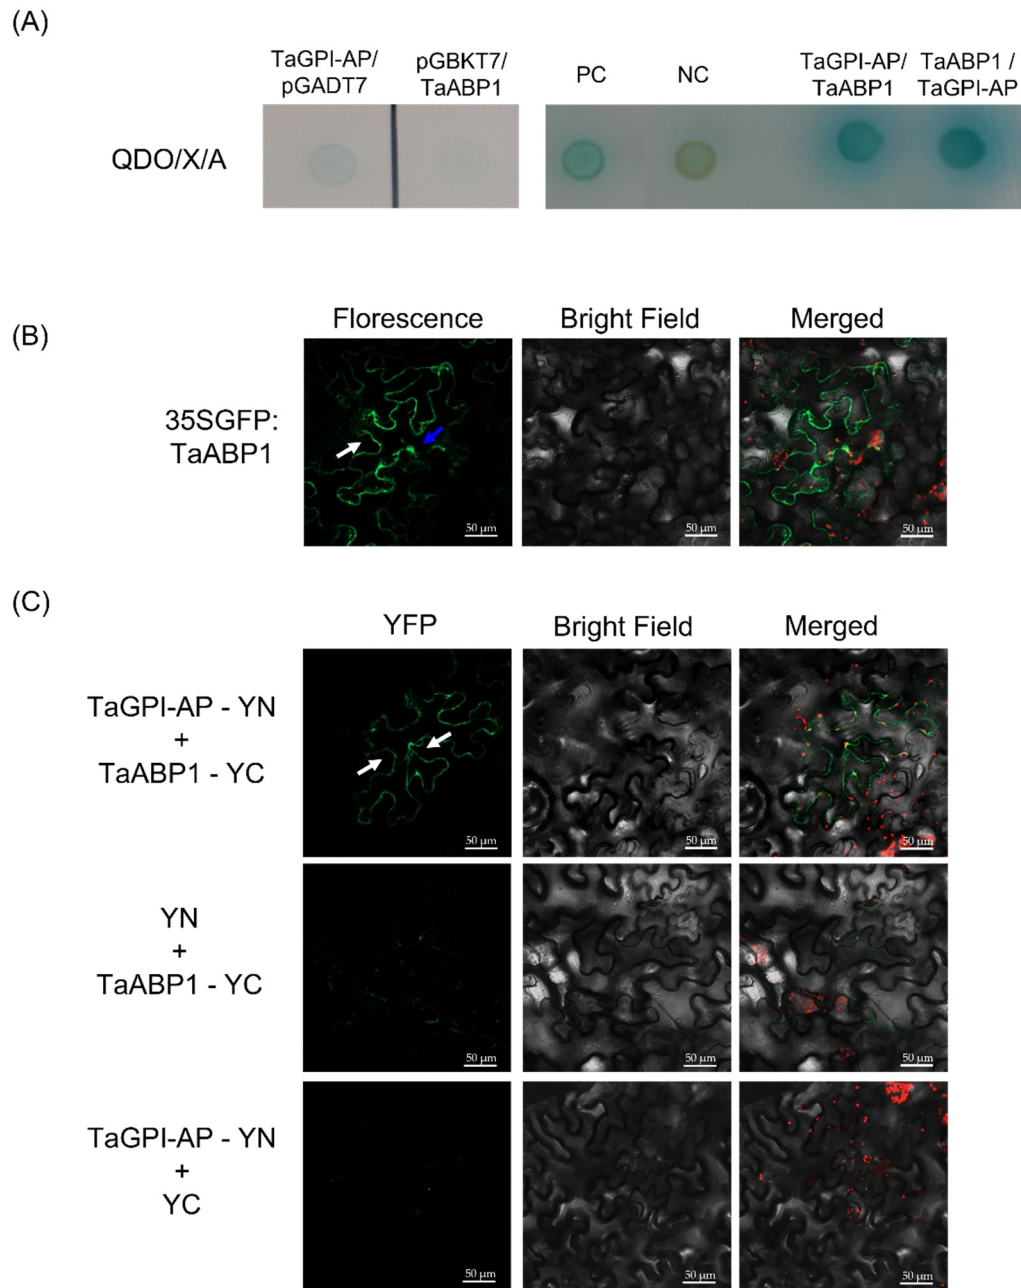 (A)
TaGPI-AP/
pGADT7
pGBKT7/
TaABP1
PC
NC
TaGPI-AP/
TaABP1
TaABP1 /
TaGPI-AP
QDO/X/A
(B)
Florescence
Bright Field
Merged
35SGFP:
TaABP1
50 μm
50 μm
50 μm
(C)
YFP
Bright Field
Merged
TaGPI-AP - YN
+
TaABP1 - YC
50 μm
50 μm
50 μm
YN
+
TaABP1 - YC
50 μm
50 μm
50 μm
TaGPI-AP - YN
+
YC
50 μm
50 μm
50 μm